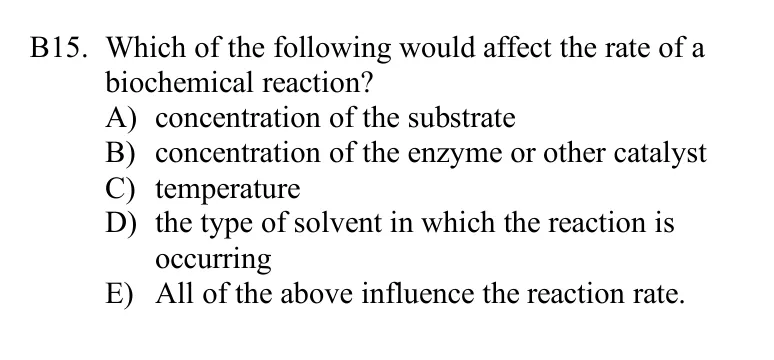 B15. Which of the following would affect the rate of a
biochemical reaction?
A) concentration of the substrate
B) concentration of the enzyme or other catalyst
C) temperature
D) the type of solvent in which the reaction is
occurring
E) All of the above influence the reaction rate.